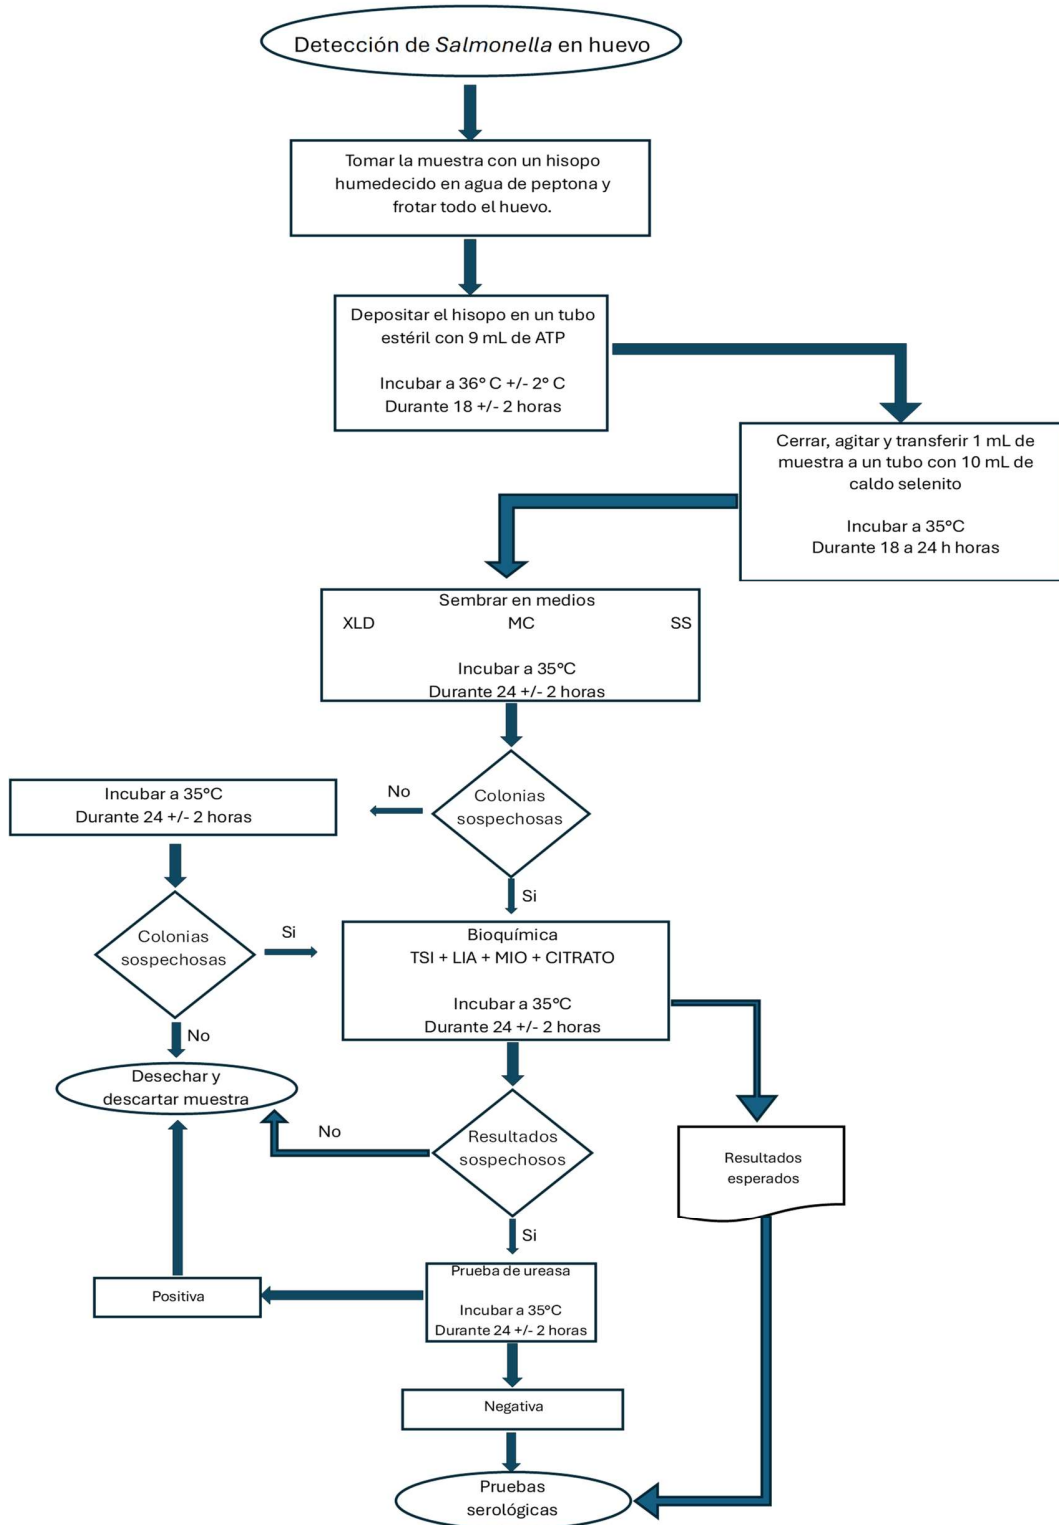 Detección de Salmonella en huevo
Tomar la muestra con un hisopo
humedecido en agua de peptona y
frotar todo el huevo.
Depositar el hisopo en un tubo
estéril con 9 mL de ATP
Incubar a 36° C +/- 2° C
Durante 18 +/- 2 horas
Cerrar, agitar y transferir 1 mL de
muestra a un tubo con 10 mL de
caldo selenito
Incubar a 35°C
Durante 18 a 24 h horas
Sembrar en medios
XLD MC SS
Incubar a 35°C
Durante 24 +/- 2 horas
Colonias
sospechosas
No
Incubar a 35°C
Durante 24 +/- 2 horas
Si
Colonias
sospechosas
Si
No
Bioquímica
TSI + LIA + MIO + CITRATO
Incubar a 35°C
Durante 24 +/- 2 horas
Desechar y
descartar muestra
No
Resultados
sospechosos
Resultados
esperados
Si
Prueba de ureasa
Incubar a 35°C
Durante 24 +/- 2 horas
Positiva
Negativa
Pruebas
serológicas